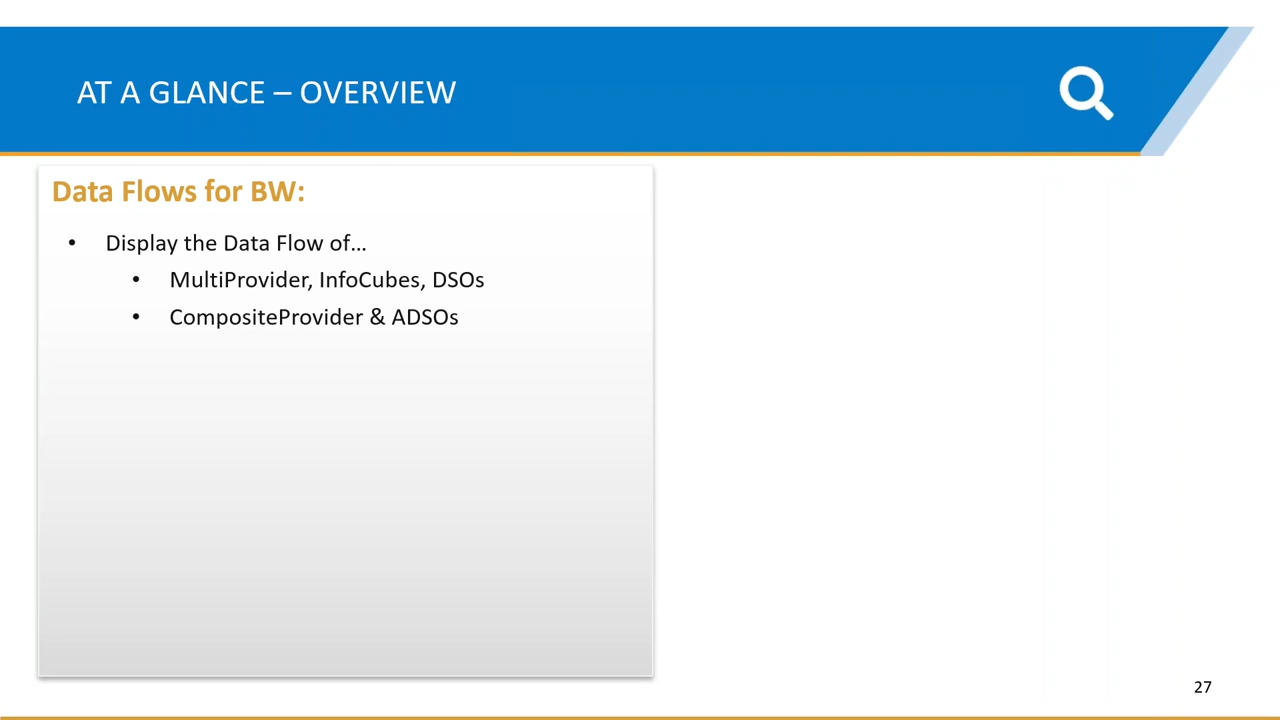 AT A GLANCE – OVERVIEW
Data Flows for BW:
• Display the Data Flow of…
• MultiProvider, InfoCubes, DSOs
• CompositeProvider & ADSOs
27